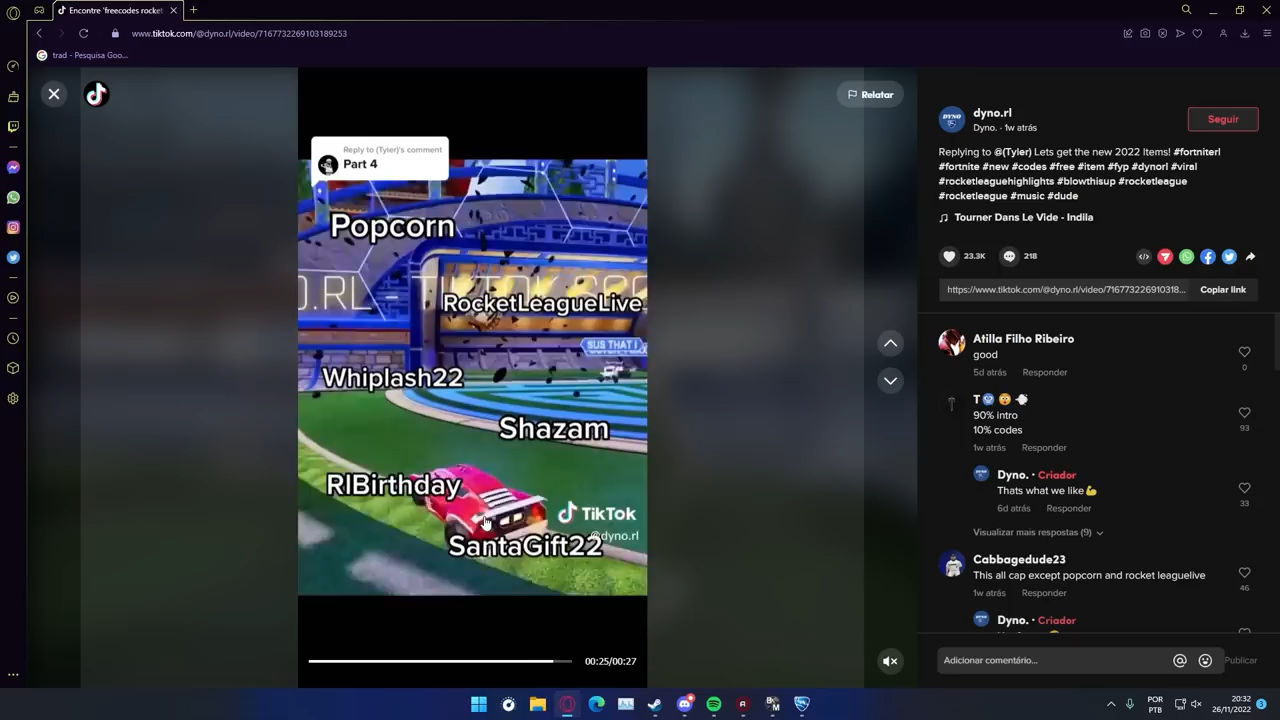 Encontre 'freecodes rocket
www.tiktok.com/@dyno.rl/video/7167732269103189253
trad - Pesquisa Goo...
Relatar
Reply to (Tyler)'s comment
Part 4
Popcorn
O.RL - TIKTOK
RocketLeagueLive
SUS THAT I
Whiplash22
Shazam
RlBirthday
TikTok
@dyno.rl
SantaGift22
00:25/00:27
dyno.rl
Dyno. · 1w atrás
Seguir
Replying to @(Tyler) Lets get the new 2022 Items! #fortniterl
#fortnite #new #codes #free #item #fyp #dynorl #viral
#rocketleaguehighlights #blowthisup #rocketleague
#rocketleague #music #dude
Tourner Dans Le Vide - Indila
23.3K
218
https://www.tiktok.com/@dyno.rl/video/716773226910318...
Copiar link
Atilla Filho Ribeiro
good
5d atrás Responder
0
T
90% intro
10% codes
93
1w atrás Responder
Dyno. · Criador
Thats what we like💪
33
6d atrás Responder
Visualizar mais respostas (9)
Cabbagedude23
This all cap except popcorn and rocket leaguelive
46
1w atrás Responder
Dyno. · Criador
Adicionar comentário...
Publicar
POR
PTB
20:32
26/11/2022
3